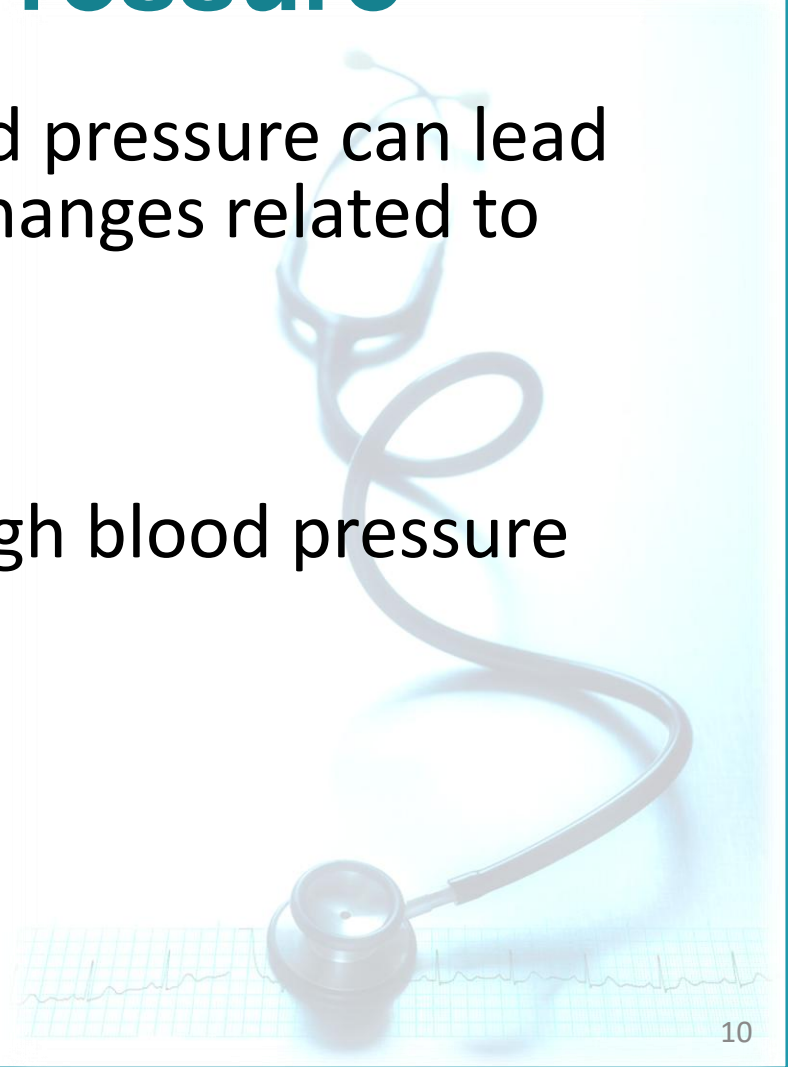 d pressure can lead
hanges related to
gh blood pressure
10